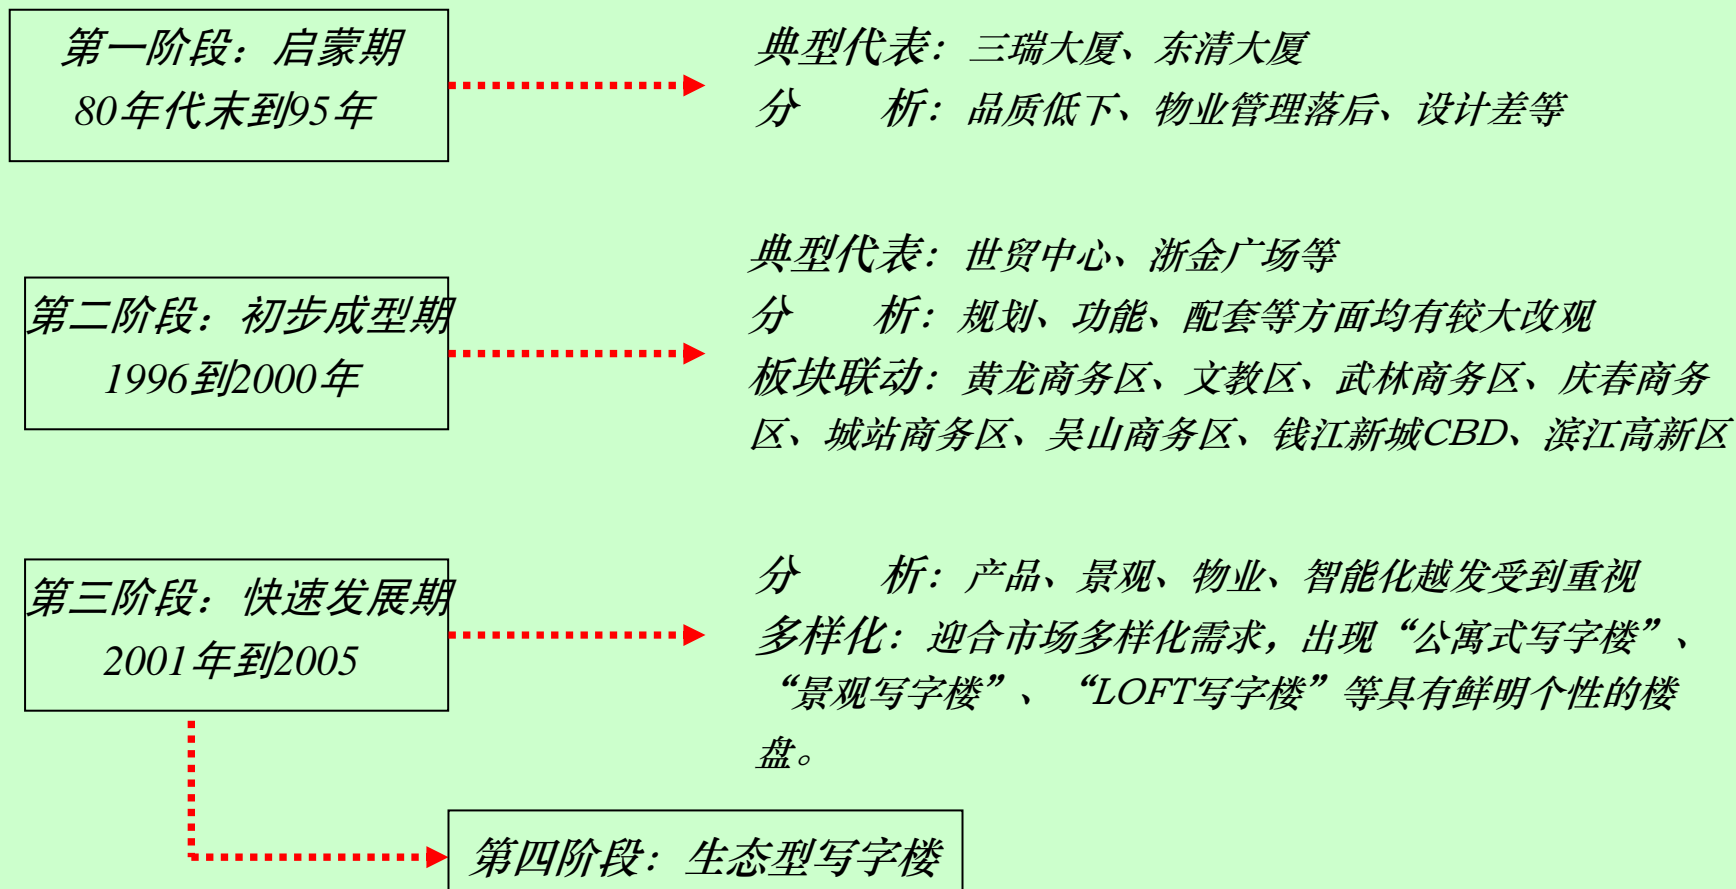 第一阶段：启蒙期
80年代末到95年
典型代表：三瑞大厦、东清大厦
分　　析：品质低下、物业管理落后、设计差等
第二阶段：初步成型期
1996到2000年
典型代表：世贸中心、浙金广场等
分　　析：规划、功能、配套等方面均有较大改观
板块联动：黄龙商务区、文教区、武林商务区、庆春商务
区、城站商务区、吴山商务区、钱江新城CBD、滨江高新区
第三阶段：快速发展期
2001年到2005
分　　析：产品、景观、物业、智能化越发受到重视
多样化：迎合市场多样化需求，出现“公寓式写字楼”、
“景观写字楼”、“LOFT写字楼”等具有鲜明个性的楼
盘。
第四阶段：生态型写字楼